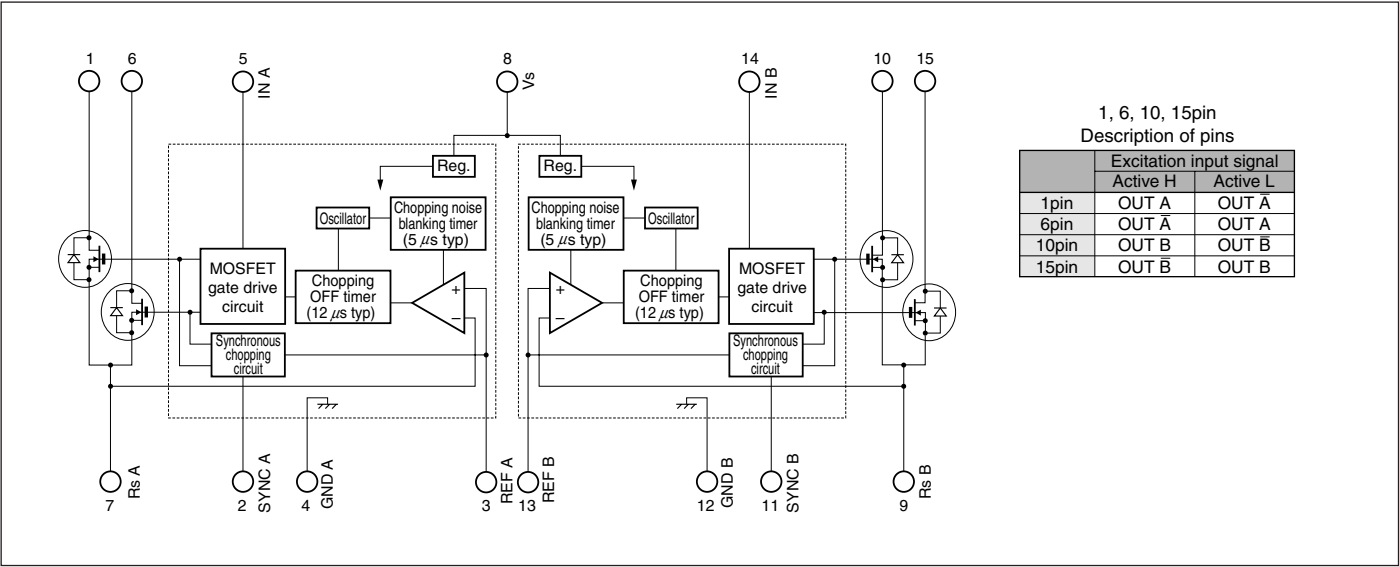 1
6
5
IN A
8
Vs
14
IN B
10
15
Reg.
Reg.
Oscillator
Chopping noise
blanking timer
(5 µs typ)
Chopping noise
blanking timer
(5 µs typ)
Oscillator
MOSFET
gate drive
circuit
Chopping
OFF timer
(12 µs typ)
+
−
+
−
Chopping
OFF timer
(12 µs typ)
MOSFET
gate drive
circuit
Synchronous
chopping
circuit
Synchronous
chopping
circuit
7
Rs A
2
SYNC A
4
GND A
3
REF A
13
REF B
12
GND B
11
SYNC B
9
Rs B
1, 6, 10, 15pin
Description of pins
Excitation input signal
Active H Active L
1pin OUT A OUT A̅
6pin OUT A̅ OUT A
10pin OUT B OUT B̅
15pin OUT B̅ OUT B